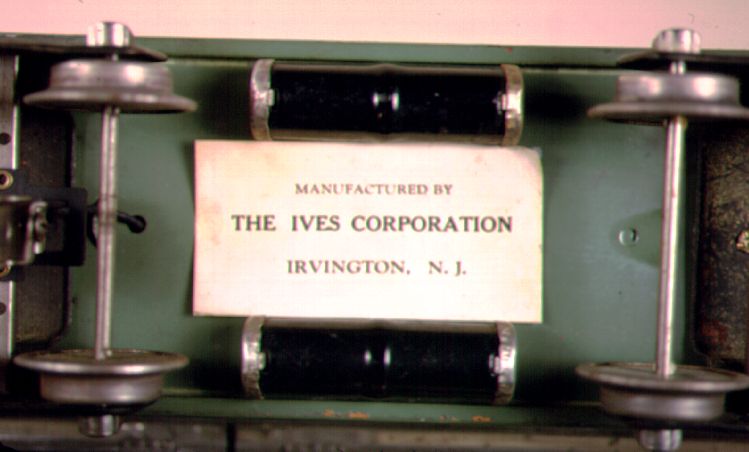 MANUFACTURED BY
THE IVES CORPORATION
IRVINGTON, N. J.